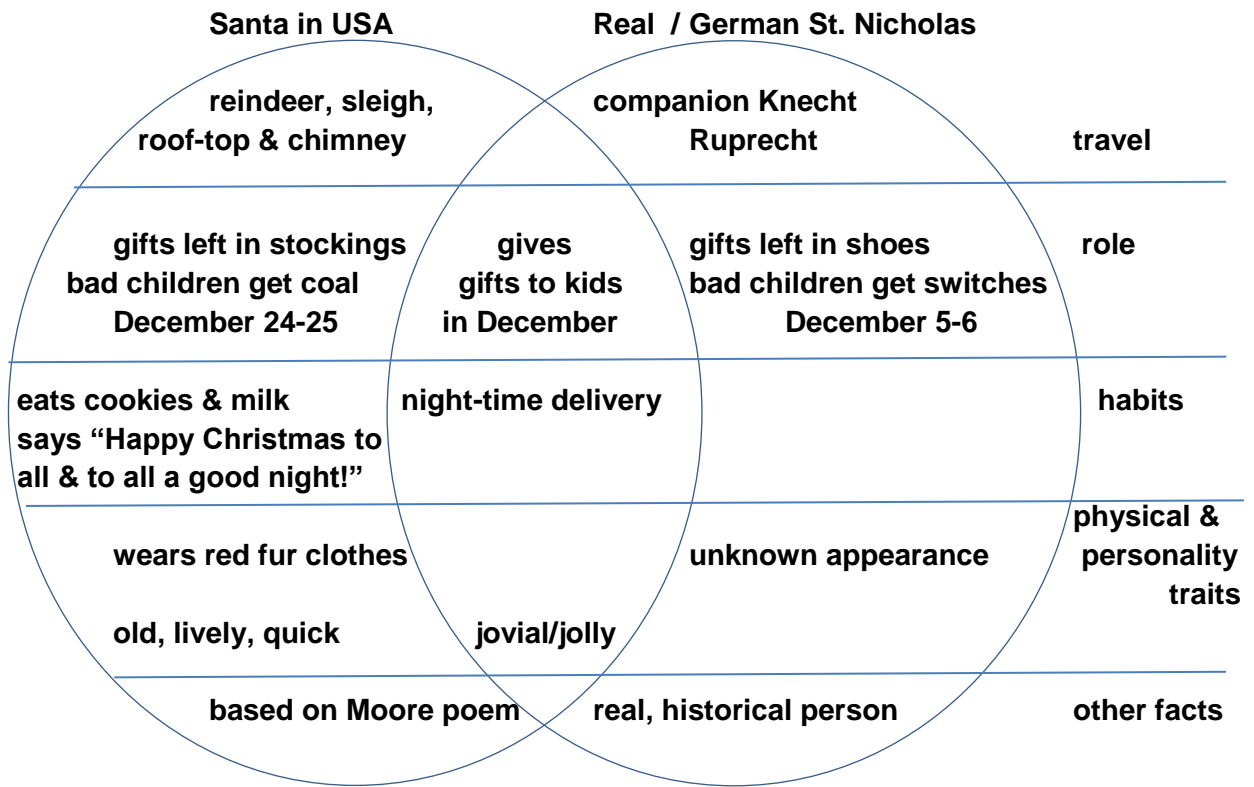 Santa in USA Real / German St. Nicholas
reindeer, sleigh, companion Knecht
roof-top & chimney Ruprecht travel
gifts left in stockings gives gifts left in shoes role
bad children get coal gifts to kids bad children get switches
December 24-25 in December December 5-6
eats cookies & milk night-time delivery habits
says “Happy Christmas to
all & to all a good night!”
physical &
wears red fur clothes unknown appearance personality
traits
old, lively, quick jovial/jolly
based on Moore poem real, historical person other facts